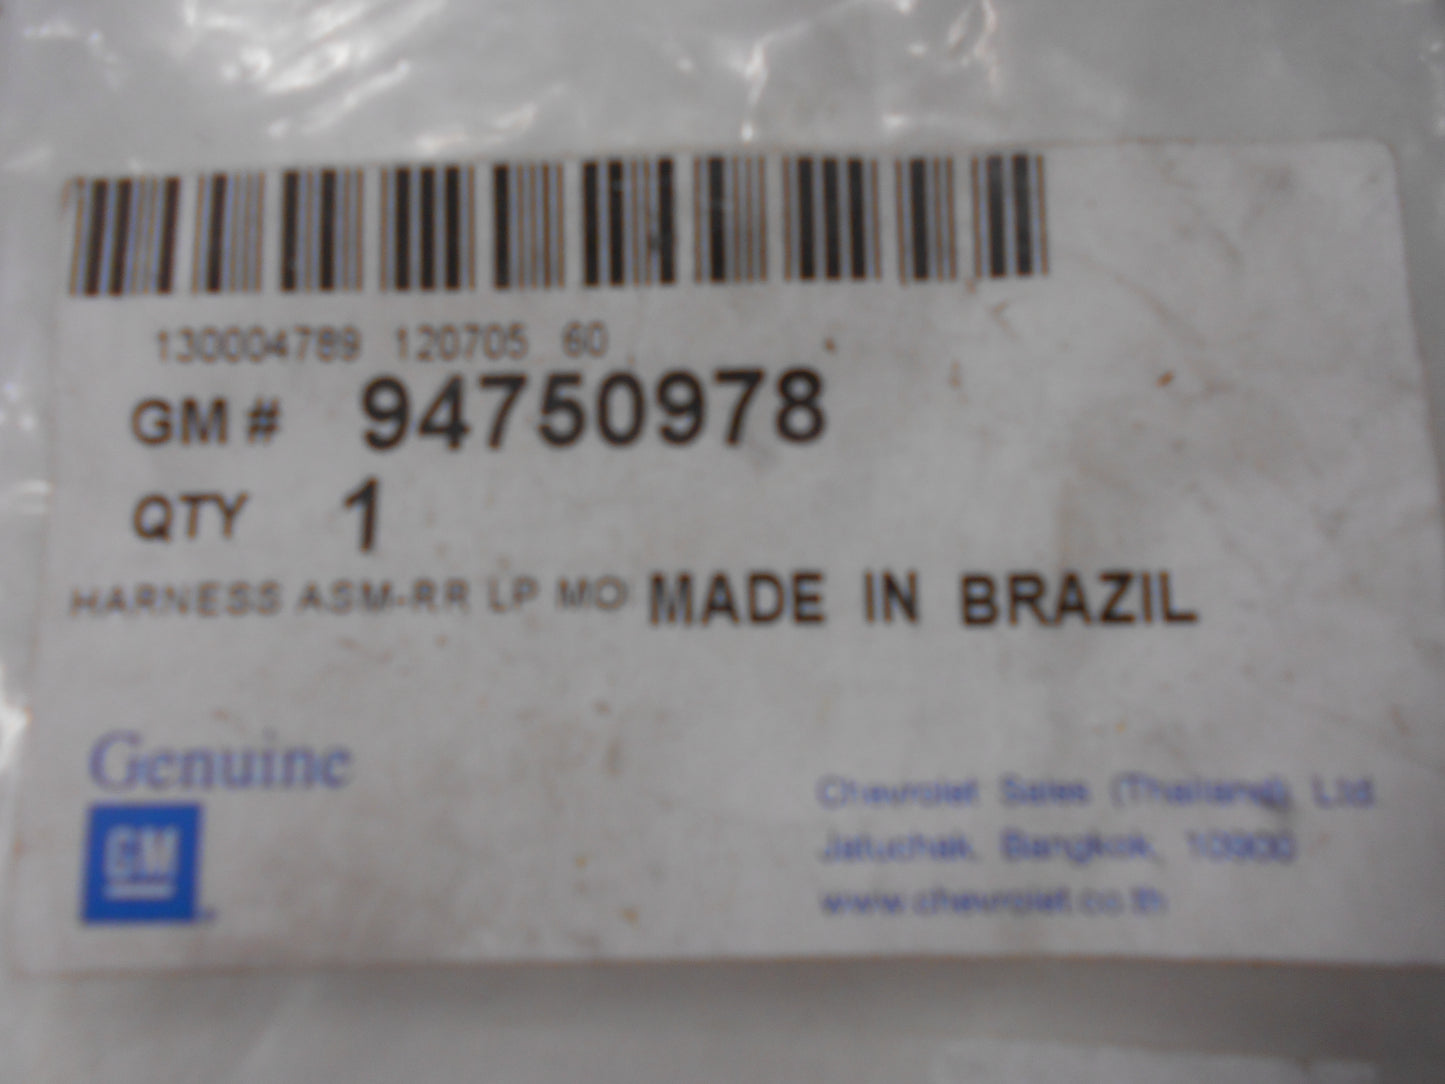 130004789 120705 60
GM # 94750978
QTY 1
HARNESS ASM-RR LP MO MADE IN BRAZIL
Genuine
GM
Chevrolet Sales (Thailand) Ltd.
Jatuchak, Bangkok, 10900
www.chevrolet.co.th